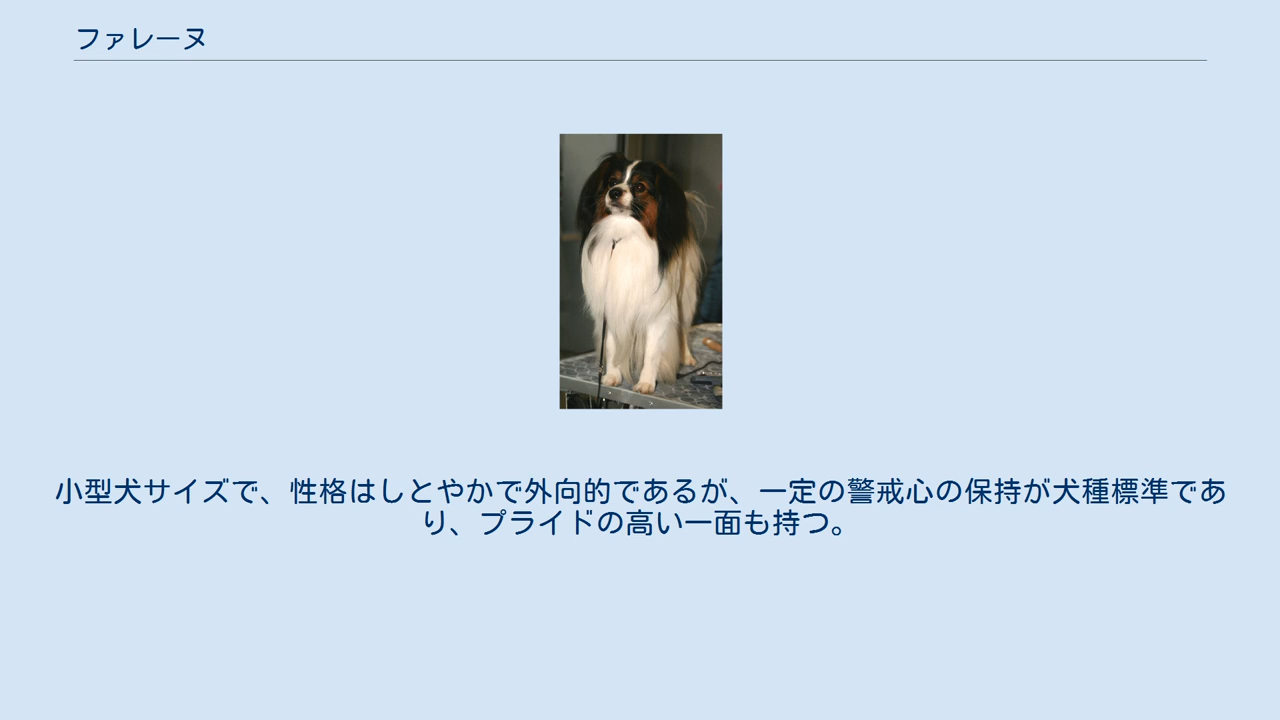 ファレーヌ
小型犬サイズで、性格はしとやかで外向的であるが、一定の警戒心の保持が犬種標準であ
り、プライドの高い一面も持つ。